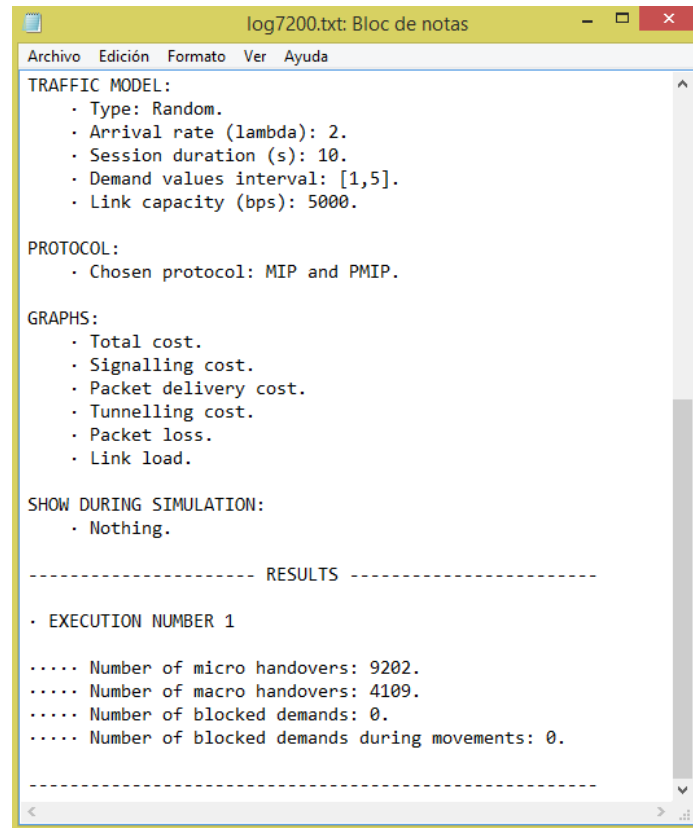 log7200.txt: Bloc de notas
Archivo Edición Formato Ver Ayuda
TRAFFIC MODEL:
· Type: Random.
· Arrival rate (lambda): 2.
· Session duration (s): 10.
· Demand values interval: [1,5].
· Link capacity (bps): 5000.
PROTOCOL:
· Chosen protocol: MIP and PMIP.
GRAPHS:
· Total cost.
· Signalling cost.
· Packet delivery cost.
· Tunnelling cost.
· Packet loss.
· Link load.
SHOW DURING SIMULATION:
· Nothing.
---------------------- RESULTS ------------------------
· EXECUTION NUMBER 1
····· Number of micro handovers: 9202.
····· Number of macro handovers: 4109.
····· Number of blocked demands: 0.
····· Number of blocked demands during movements: 0.
-------------------------------------------------------